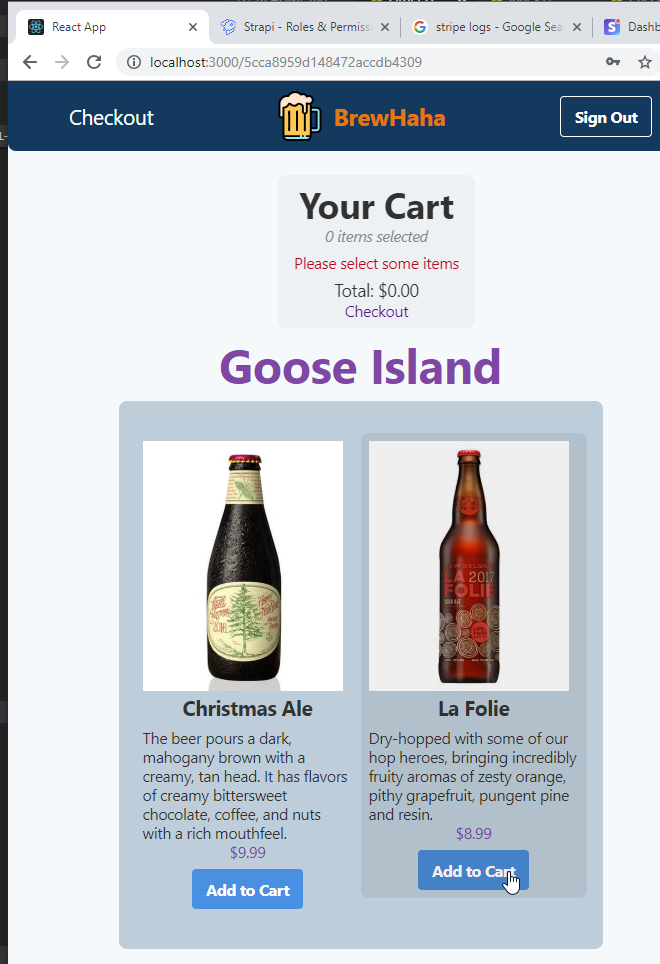 React App
Strapi - Roles & Permiss
stripe logs - Google Sea
Dashb
localhost:3000/5cca8959d148472accdb4309
Checkout
BrewHaha
Sign Out
Your Cart
0 items selected
Please select some items
Total: $0.00
Checkout
Goose Island
LA 2017
FOLIE
Christmas Ale
La Folie
The beer pours a dark,
mahogany brown with a
creamy, tan head. It has flavors
of creamy bittersweet
chocolate, coffee, and nuts
with a rich mouthfeel.
$9.99
Add to Cart
Dry-hopped with some of our
hop heroes, bringing incredibly
fruity aromas of zesty orange,
pithy grapefruit, pungent pine
and resin.
$8.99
Add to Cart